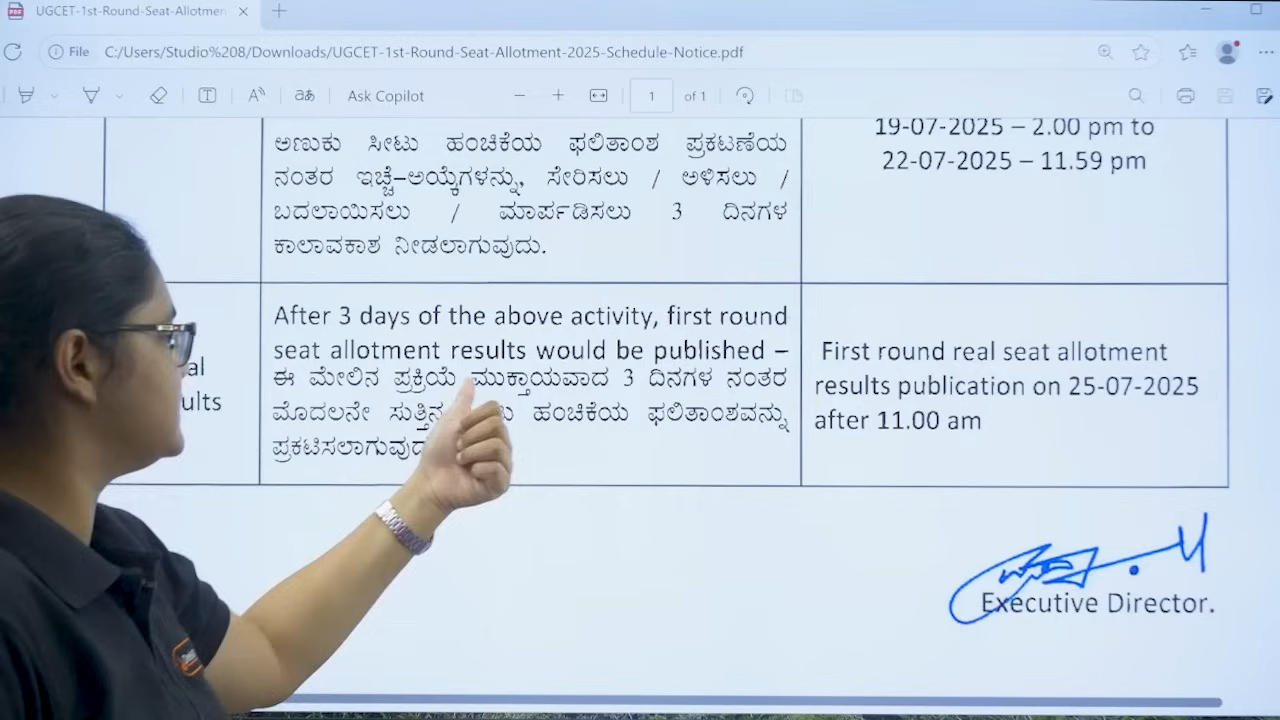 UGCET-1st-Round-Seat-Allotmen
File C:/Users/Studio%208/Downloads/UGCET-1st-Round-Seat-Allotment-2025-Schedule-Notice.pdf
Ask Copilot
1 of 1
ಅಣುಕು ಸೀಟು ಹಂಚಿಕೆಯ ಫಲಿತಾಂಶ ಪ್ರಕಟಣೆಯ
ನಂತರ ಇಚ್ಛೆ–ಆಯ್ಕೆಗಳನ್ನು ಸೇರಿಸಲು / ಅಳಿಸಲು /
ಬದಲಾಯಿಸಲು / ಮಾರ್ಪಡಿಸಲು 3 ದಿನಗಳ
ಕಾಲಾವಕಾಶ ನೀಡಲಾಗುವುದು.
19-07-2025 – 2.00 pm to
22-07-2025 – 11.59 pm
After 3 days of the above activity, first round
seat allotment results would be published –
ಈ ಮೇಲಿನ ಪ್ರಕ್ರಿಯೆ ಮುಕ್ತಾಯವಾದ 3 ದಿನಗಳ ನಂತರ
ಮೊದಲನೇ ಹಂಚಿಕೆಯ ಫಲಿತಾಂಶವನ್ನು
First round real seat allotment
results publication on 25-07-2025
after 11.00 am
Executive Director.